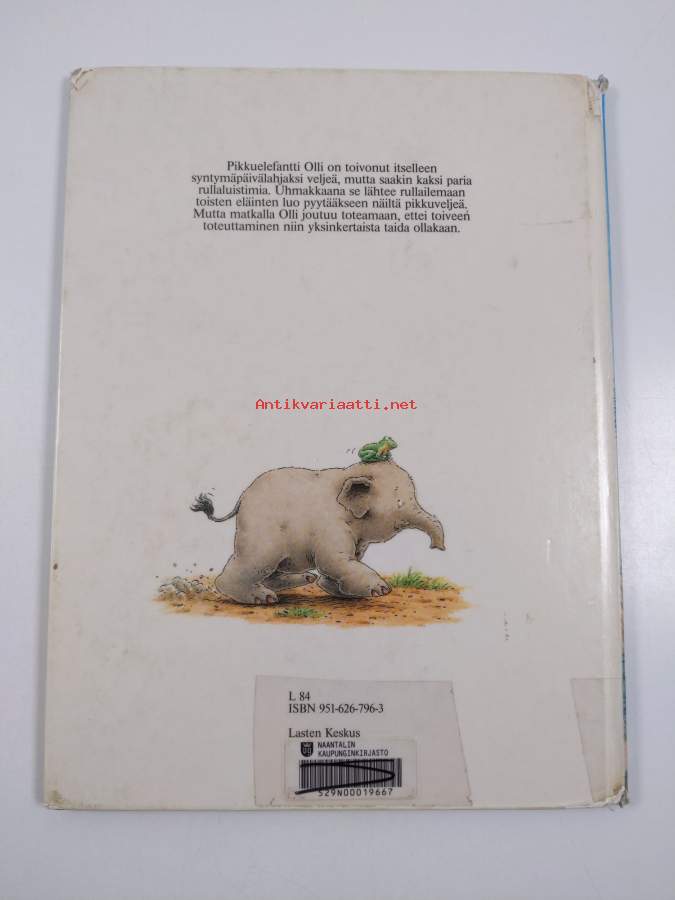 Pikkuelefantti Olli on toivonut itselleen
syntymäpäivälahjaksi veljeä, mutta saakin kaksi paria
rullaluistimia. Uhmakkaana se lähtee rullailemaan
toisten eläinten luo pyytääkseen näiltä pikkuveljeä.
Mutta matkalla Olli joutuu toteamaan, ettei toiveen
toteuttaminen niin yksinkertaista taida ollakaan.
Antikvariaatti.net
L 84
ISBN 951-626-796-3
Lasten Keskus
NAANTALIN
KAUPUNGINKIRJASTO
529N00019667